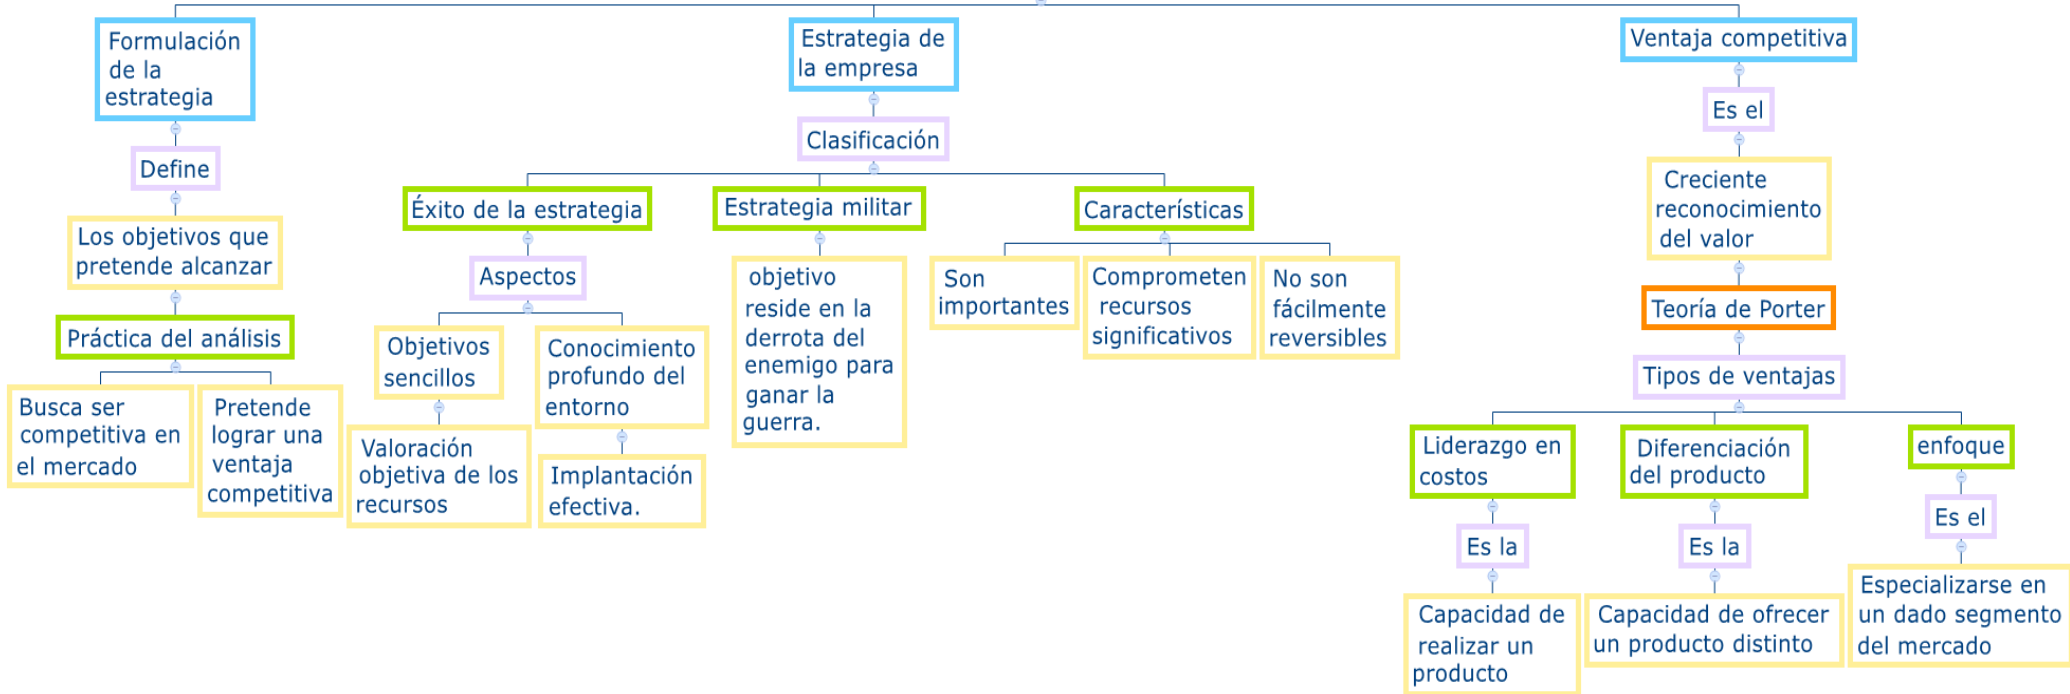 Formulación
de la
estrategia
Define
Los objetivos que
pretende alcanzar
Práctica del análisis
Busca ser
competitiva en
el mercado
Pretende
lograr una
ventaja
competitiva
Estrategia de
la empresa
Clasificación
Éxito de la estrategia
Aspectos
Objetivos
sencillos
Valoración
objetiva de los
recursos
Conocimiento
profundo del
entorno
Implantación
efectiva.
Estrategia militar
objetivo
reside en la
derrota del
enemigo para
ganar la
guerra.
Características
Son
importantes
Comprometen
recursos
significativos
No son
fácilmente
reversibles
Ventaja competitiva
Es el
Creciente
reconocimiento
del valor
Teoría de Porter
Tipos de ventajas
Liderazgo en
costos
Es la
Capacidad de
realizar un
producto
Diferenciación
del producto
Es la
Capacidad de ofrecer
un producto distinto
enfoque
Es el
Especializarse en
un dado segmento
del mercado